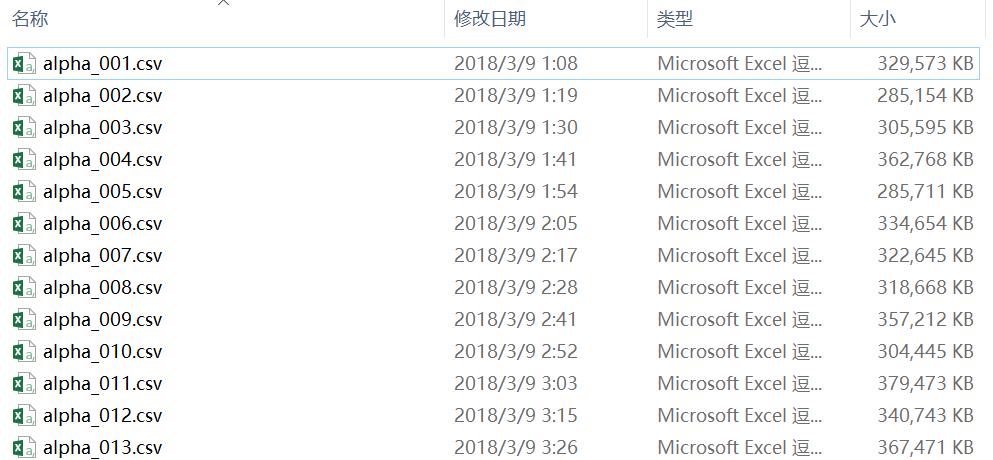 名称 修改日期 类型 大小
alpha_001.csv 2018/3/9 1:08 Microsoft Excel 逗... 329,573 KB
alpha_002.csv 2018/3/9 1:19 Microsoft Excel 逗... 285,154 KB
alpha_003.csv 2018/3/9 1:30 Microsoft Excel 逗... 305,595 KB
alpha_004.csv 2018/3/9 1:41 Microsoft Excel 逗... 362,768 KB
alpha_005.csv 2018/3/9 1:54 Microsoft Excel 逗... 285,711 KB
alpha_006.csv 2018/3/9 2:05 Microsoft Excel 逗... 334,654 KB
alpha_007.csv 2018/3/9 2:17 Microsoft Excel 逗... 322,645 KB
alpha_008.csv 2018/3/9 2:28 Microsoft Excel 逗... 318,668 KB
alpha_009.csv 2018/3/9 2:41 Microsoft Excel 逗... 357,212 KB
alpha_010.csv 2018/3/9 2:52 Microsoft Excel 逗... 304,445 KB
alpha_011.csv 2018/3/9 3:03 Microsoft Excel 逗... 379,473 KB
alpha_012.csv 2018/3/9 3:15 Microsoft Excel 逗... 340,743 KB
alpha_013.csv 2018/3/9 3:26 Microsoft Excel 逗... 367,471 KB